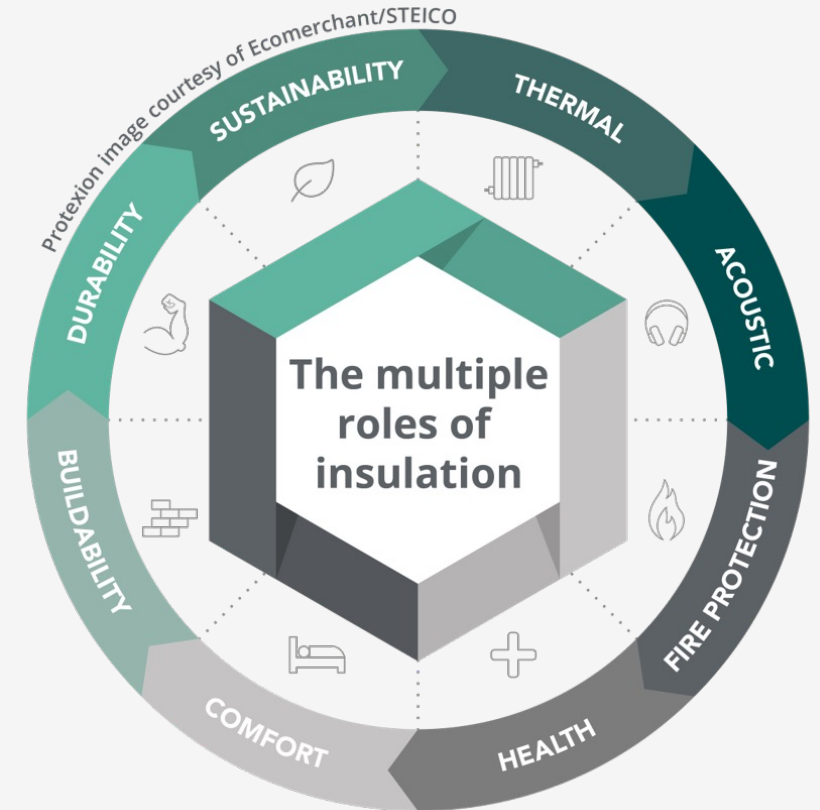 Protexion image courtesy of Ecomerchant/STEICO
SUSTAINABILITY
THERMAL
ACOUSTIC
FIRE PROTECTION
HEALTH
COMFORT
BUILDABILITY
DURABILITY
The multiple
roles of
insulation